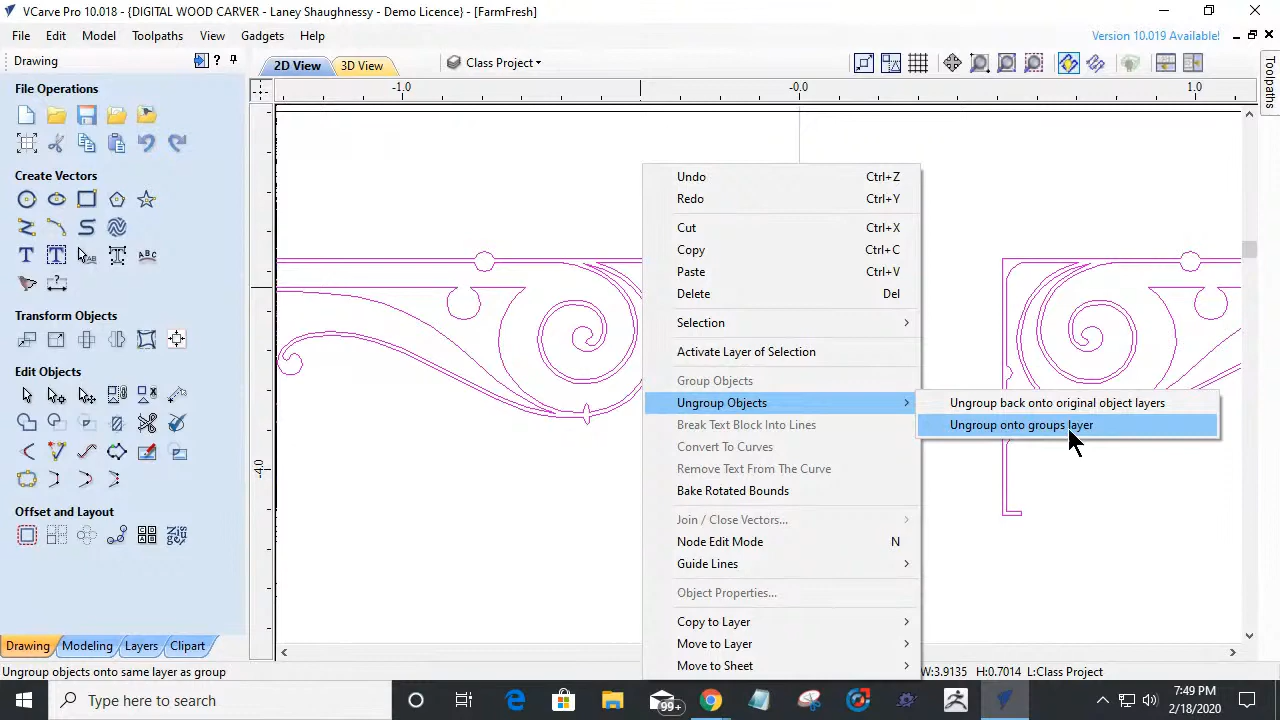 VCarve Pro 10.018 - {DIGITAL WOOD CARVER - Laney Shaughnessy - Demo Licence} - [FarmFresh]
File Edit Model Toolpaths View Gadgets Help
Version 10.019 Available!
Drawing
2D View 3D View
Class Project
Toolpaths
File Operations
-1.0 -0.0 1.0
Create Vectors
Transform Objects
Edit Objects
Offset and Layout
-4.0
Undo Ctrl+Z
Redo Ctrl+Y
Cut Ctrl+X
Copy Ctrl+C
Paste Ctrl+V
Delete Del
Selection
Activate Layer of Selection
Group Objects
Ungroup Objects
Ungroup back onto original object layers
Ungroup onto groups layer
Break Text Block Into Lines
Convert To Curves
Remove Text From The Curve
Bake Rotated Bounds
Join / Close Vectors...
Node Edit Mode N
Guide Lines
Object Properties...
Copy to Layer
Move to Layer
Move to Sheet
Drawing Modeling Layers Clipart
Ungroup objects onto same layer as group
W:3.9135 H:0.7014 L:Class Project
Type here to search
99+
7:49 PM
2/18/2020